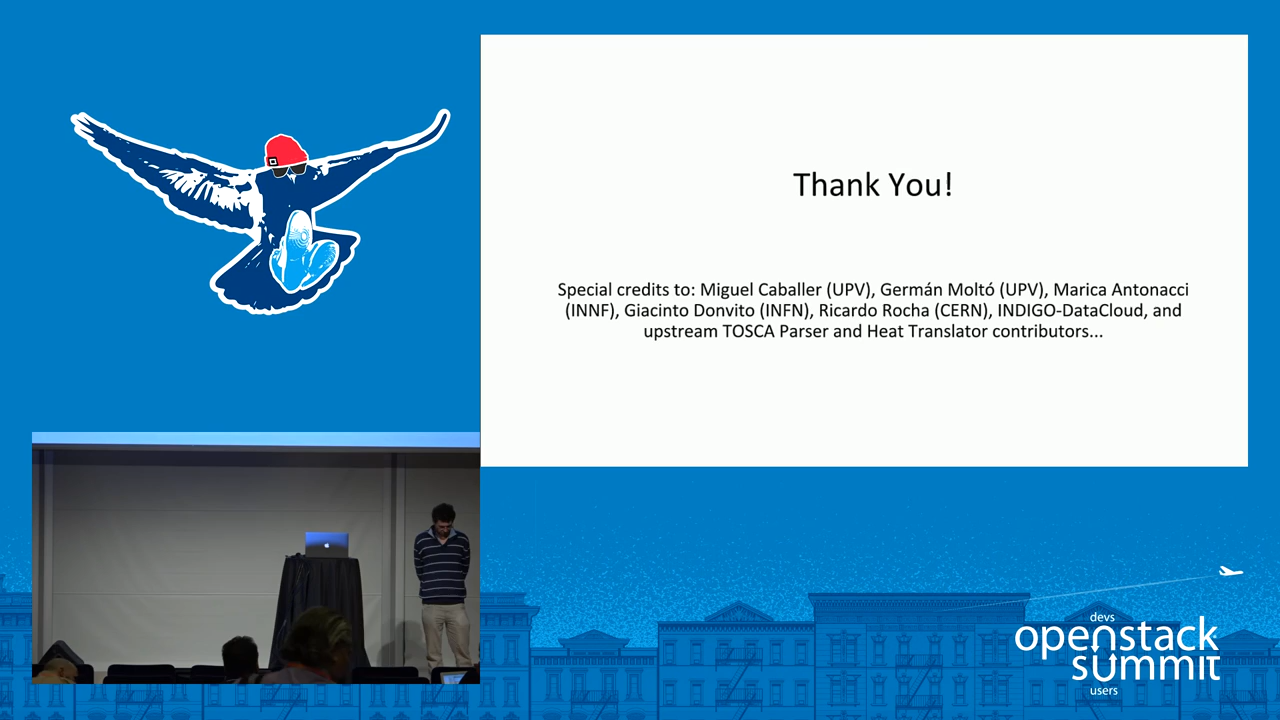 Thank You!
Special credits to: Miguel Caballer (UPV), Germán Moltó (UPV), Marica Antonacci
(INNF), Giacinto Donvito (INFN), Ricardo Rocha (CERN), INDIGO-DataCloud, and
upstream TOSCA Parser and Heat Translator contributors...
devs
openstack
summit
users